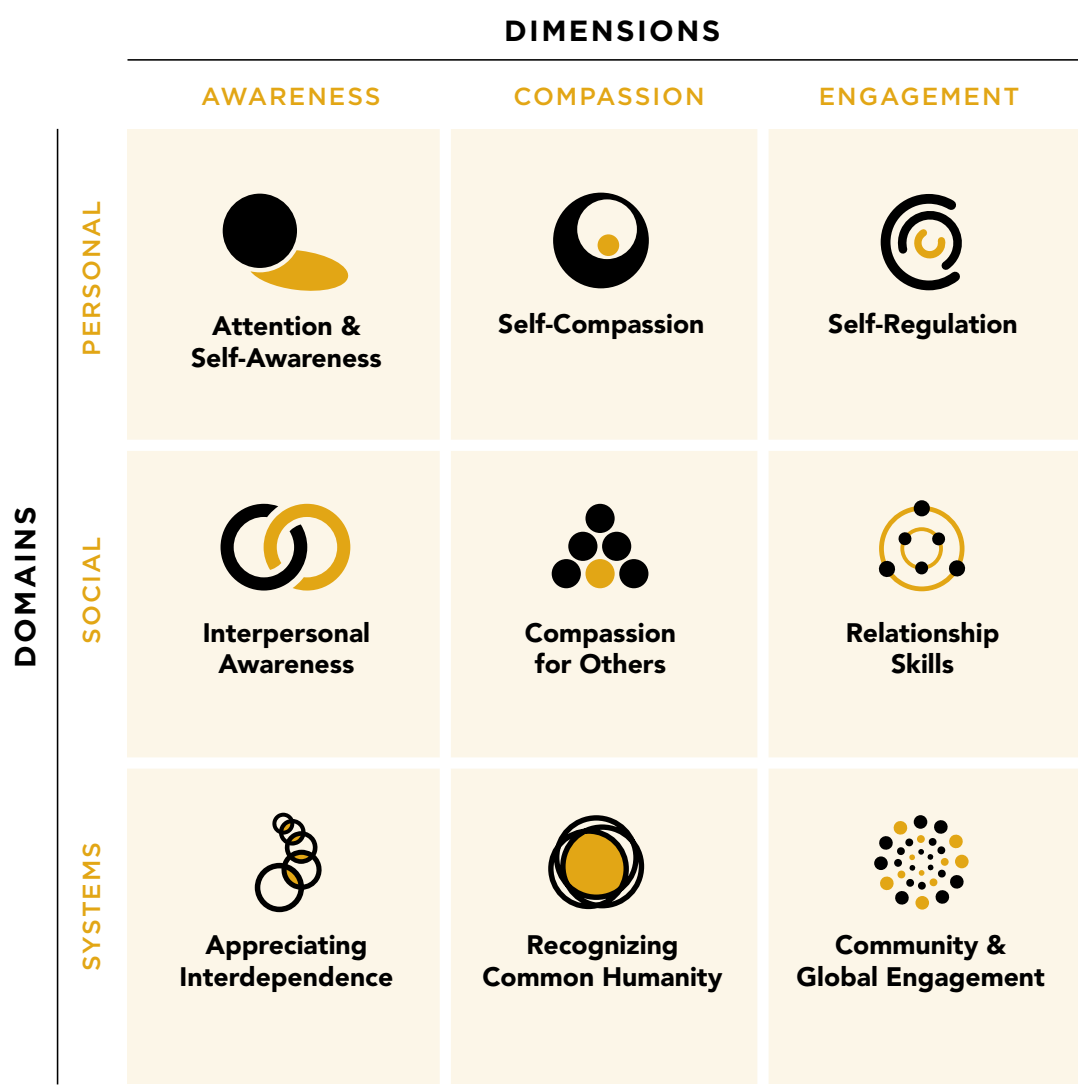 DIMENSIONS
AWARENESS COMPASSION ENGAGEMENT
DOMAINS
PERSONAL
Attention &
Self-Awareness
Self-Compassion
Self-Regulation
SOCIAL
Interpersonal
Awareness
Compassion
for Others
Relationship
Skills
SYSTEMS
Appreciating
Interdependence
Recognizing
Common Humanity
Community &
Global Engagement